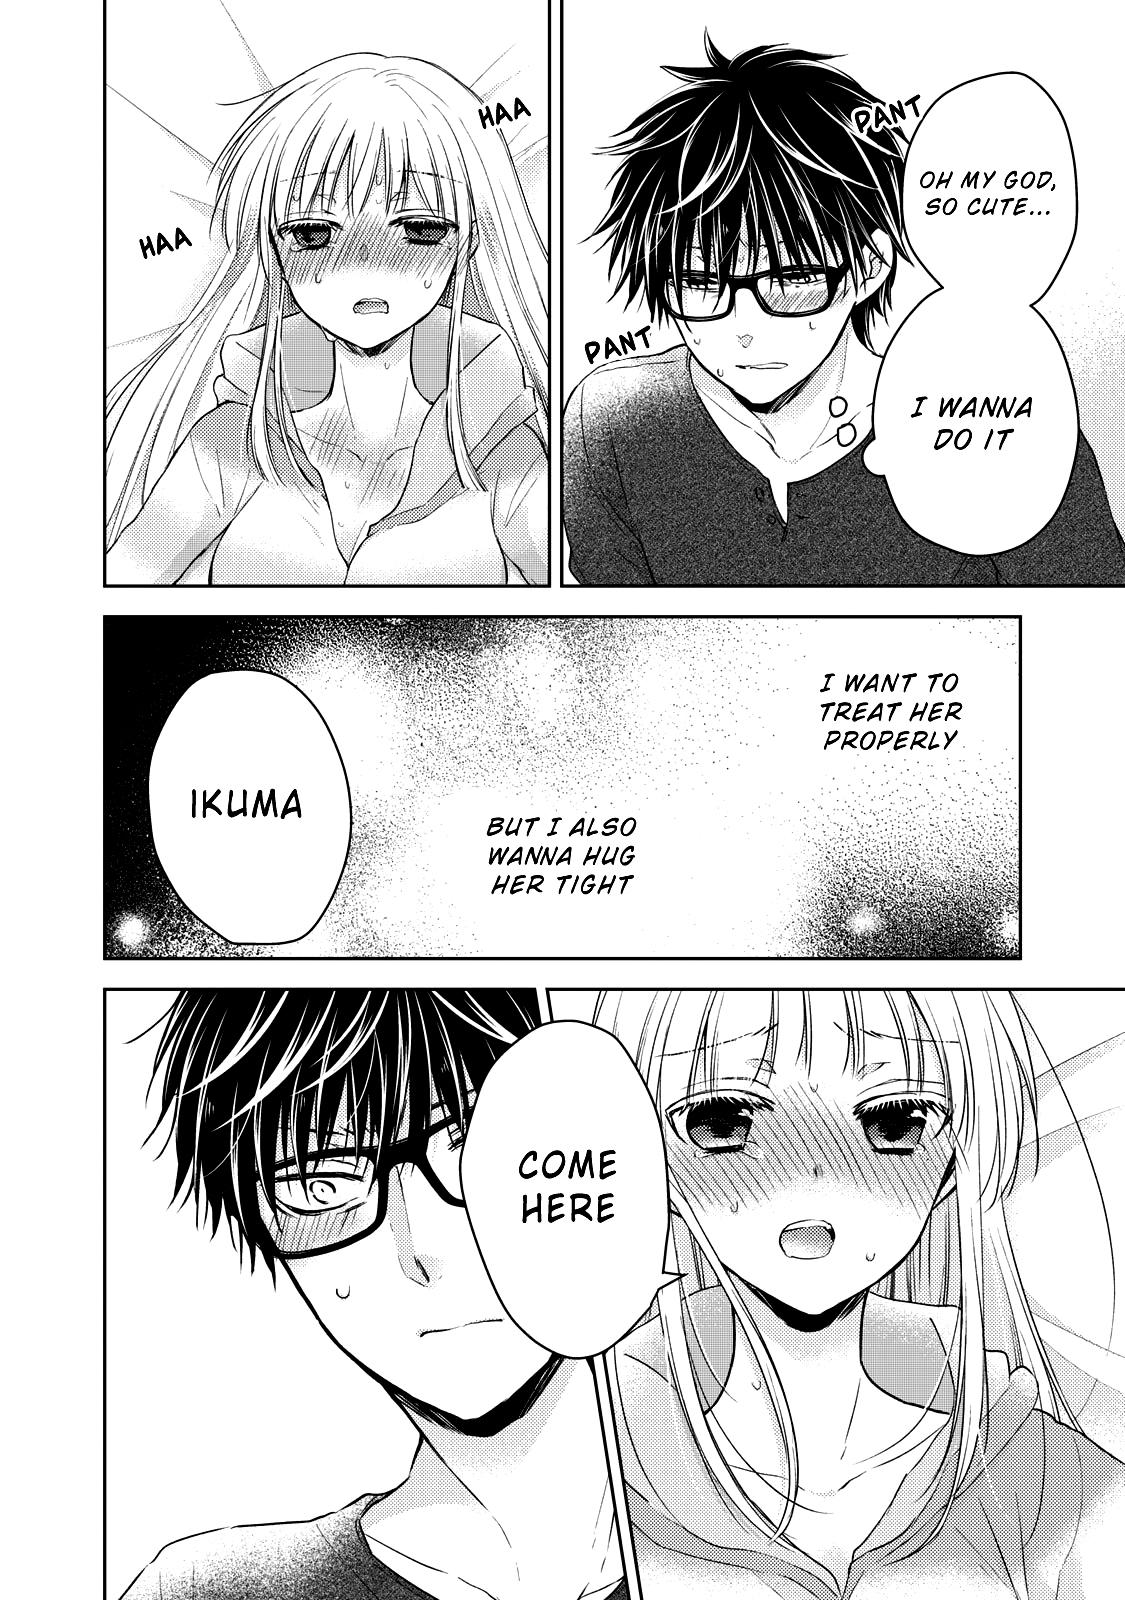 PANT
OH MY GOD,
SO CUTE...
PANT
I WANNA
DO IT
HAA
HAA
I WANT TO
TREAT HER
PROPERLY
BUT I ALSO
WANNA HUG
HER TIGHT
IKUMA
COME
HERE